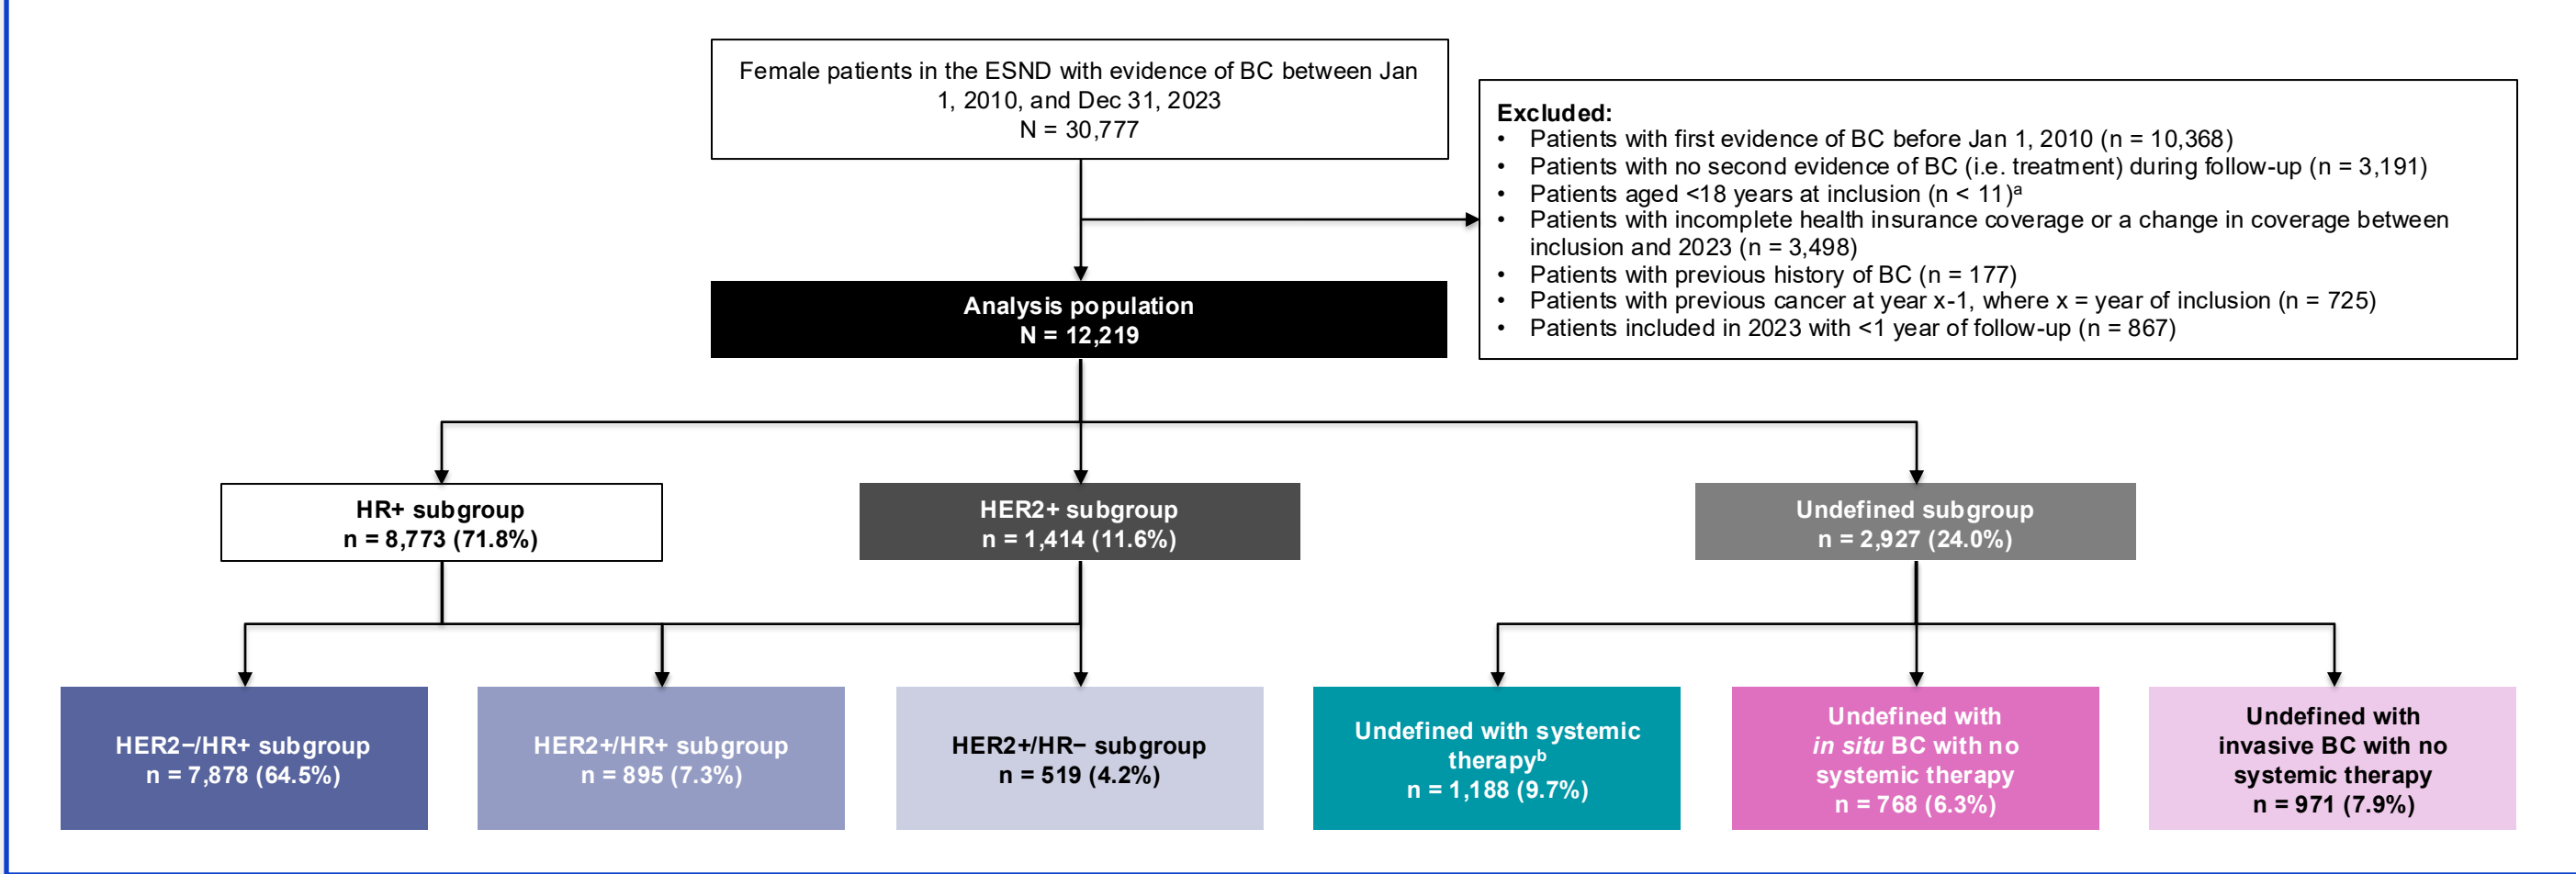 Female patients in the ESND with evidence of BC between Jan
1, 2010, and Dec 31, 2023
N = 30,777
Excluded:
• Patients with first evidence of BC before Jan 1, 2010 (n = 10,368)
• Patients with no second evidence of BC (i.e. treatment) during follow-up (n = 3,191)
• Patients aged <18 years at inclusion (n < 11)ᵃ
• Patients with incomplete health insurance coverage or a change in coverage between
inclusion and 2023 (n = 3,498)
• Patients with previous history of BC (n = 177)
• Patients with previous cancer at year x-1, where x = year of inclusion (n = 725)
• Patients included in 2023 with <1 year of follow-up (n = 867)
Analysis population
N = 12,219
HR+ subgroup
n = 8,773 (71.8%)
HER2+ subgroup
n = 1,414 (11.6%)
Undefined subgroup
n = 2,927 (24.0%)
HER2−/HR+ subgroup
n = 7,878 (64.5%)
HER2+/HR+ subgroup
n = 895 (7.3%)
HER2+/HR− subgroup
n = 519 (4.2%)
Undefined with systemic
therapyᵇ
n = 1,188 (9.7%)
Undefined with
in situ BC with no
systemic therapy
n = 768 (6.3%)
Undefined with
invasive BC with no
systemic therapy
n = 971 (7.9%)